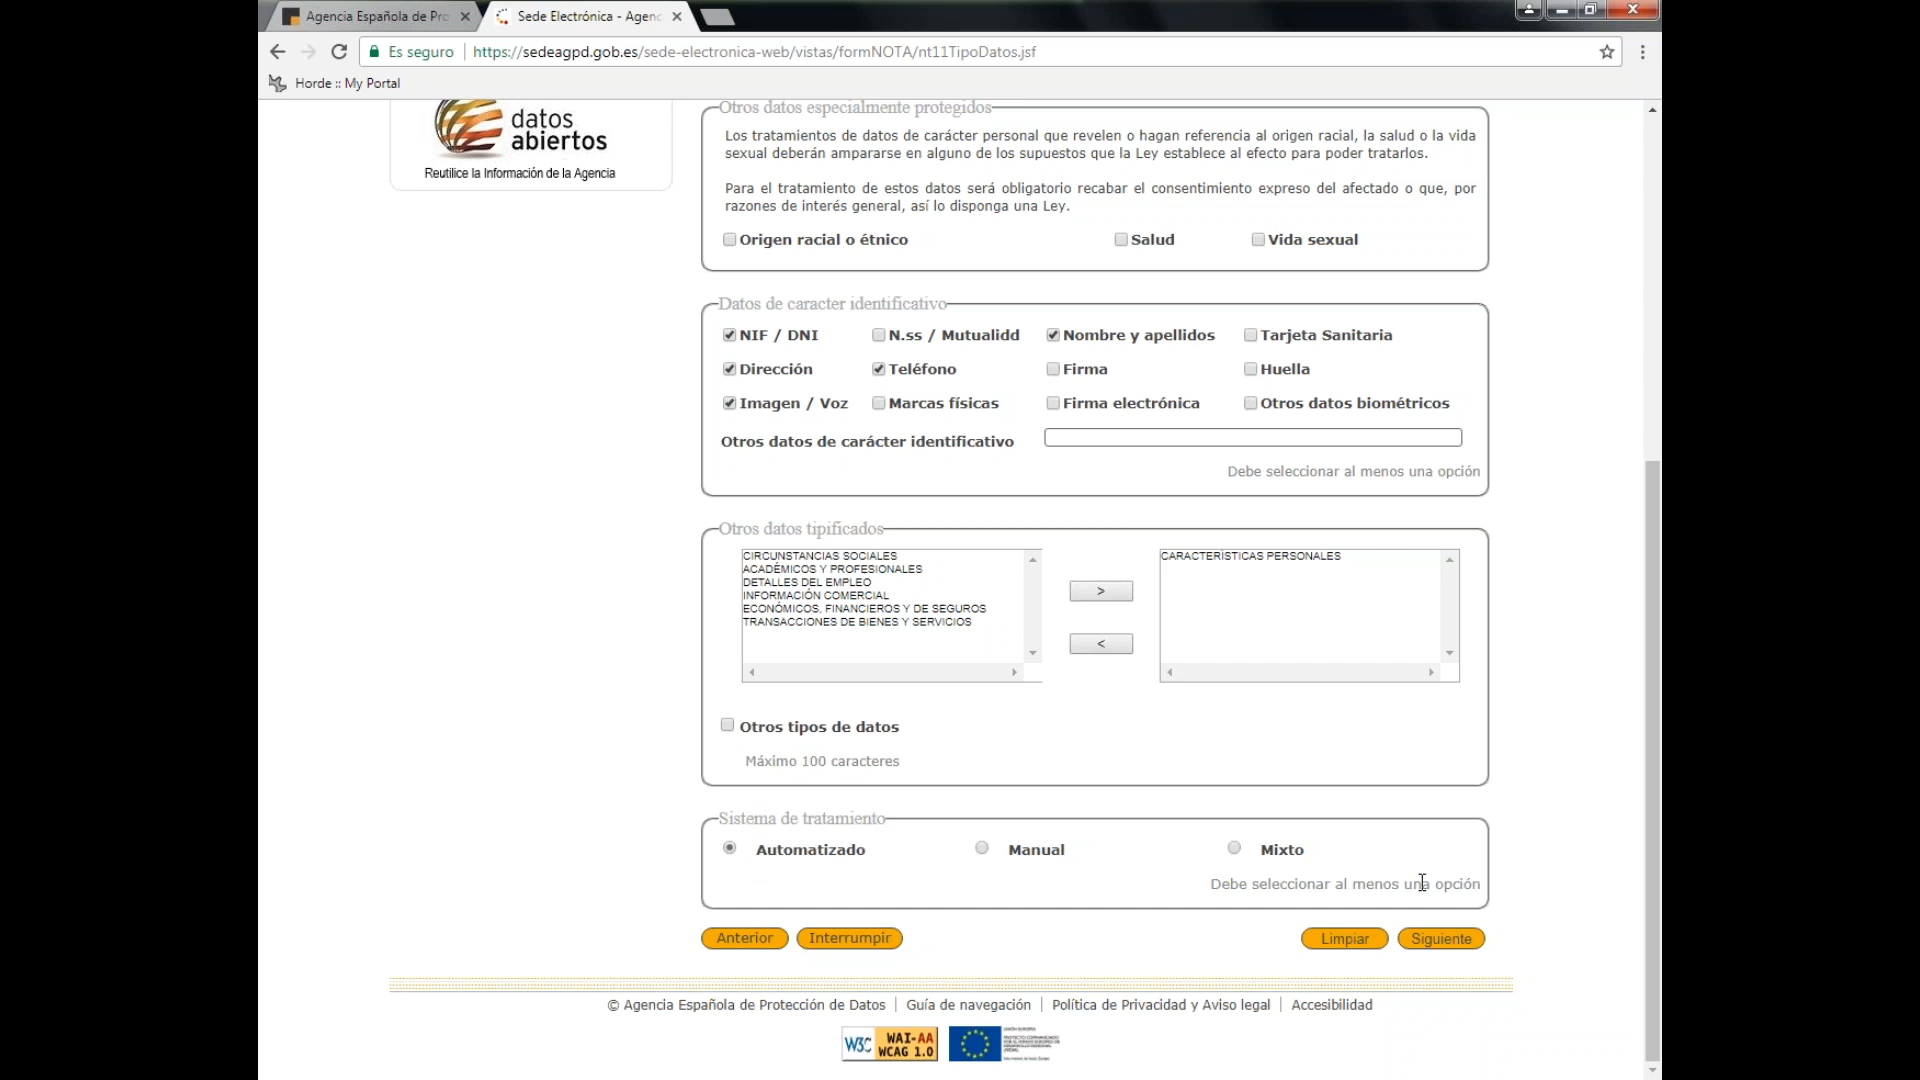 Agencia Española de Pro
Sede Electrónica - Agenc
Es seguro
https://sedeagpd.gob.es/sede-electronica-web/vistas/formNOTA/nt11TipoDatos.jsf
Horde :: My Portal
datos
abiertos
Reutilice la Información de la Agencia
Otros datos especialmente protegidos
Los tratamientos de datos de carácter personal que revelen o hagan referencia al origen racial, la salud o la vida
sexual deberán ampararse en alguno de los supuestos que la Ley establece al efecto para poder tratarlos.
Para el tratamiento de estos datos será obligatorio recabar el consentimiento expreso del afectado o que, por
razones de interés general, así lo disponga una Ley.
Origen racial o étnico Salud Vida sexual
Datos de caracter identificativo
NIF / DNI N.ss / Mutualidd Nombre y apellidos Tarjeta Sanitaria
Dirección Teléfono Firma Huella
Imagen / Voz Marcas físicas Firma electrónica Otros datos biométricos
Otros datos de carácter identificativo
Debe seleccionar al menos una opción
Otros datos tipificados
CIRCUNSTANCIAS SOCIALES
ACADÉMICOS Y PROFESIONALES
DETALLES DEL EMPLEO
INFORMACIÓN COMERCIAL
ECONÓMICOS, FINANCIEROS Y DE SEGUROS
TRANSACCIONES DE BIENES Y SERVICIOS
>
<
CARACTERÍSTICAS PERSONALES
Otros tipos de datos
Máximo 100 caracteres
Sistema de tratamiento
Automatizado Manual Mixto
Debe seleccionar al menos una opción
Anterior Interrumpir Limpiar Siguiente
© Agencia Española de Protección de Datos | Guía de navegación | Política de Privacidad y Aviso legal | Accesibilidad
W3C WAI-AA
WCAG 1.0